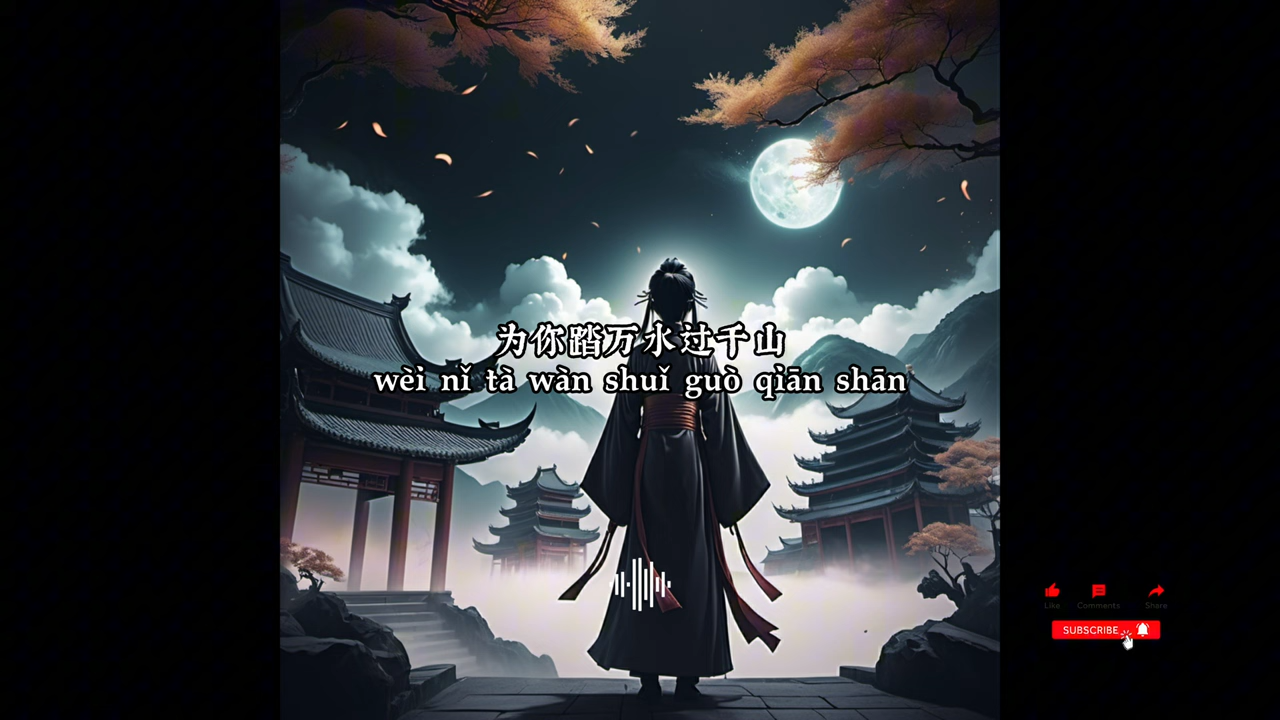 为你踏万水过千山
wèi nǐ tà wàn shuǐ guò qiān shān
Like Comments Share
SUBSCRIBE